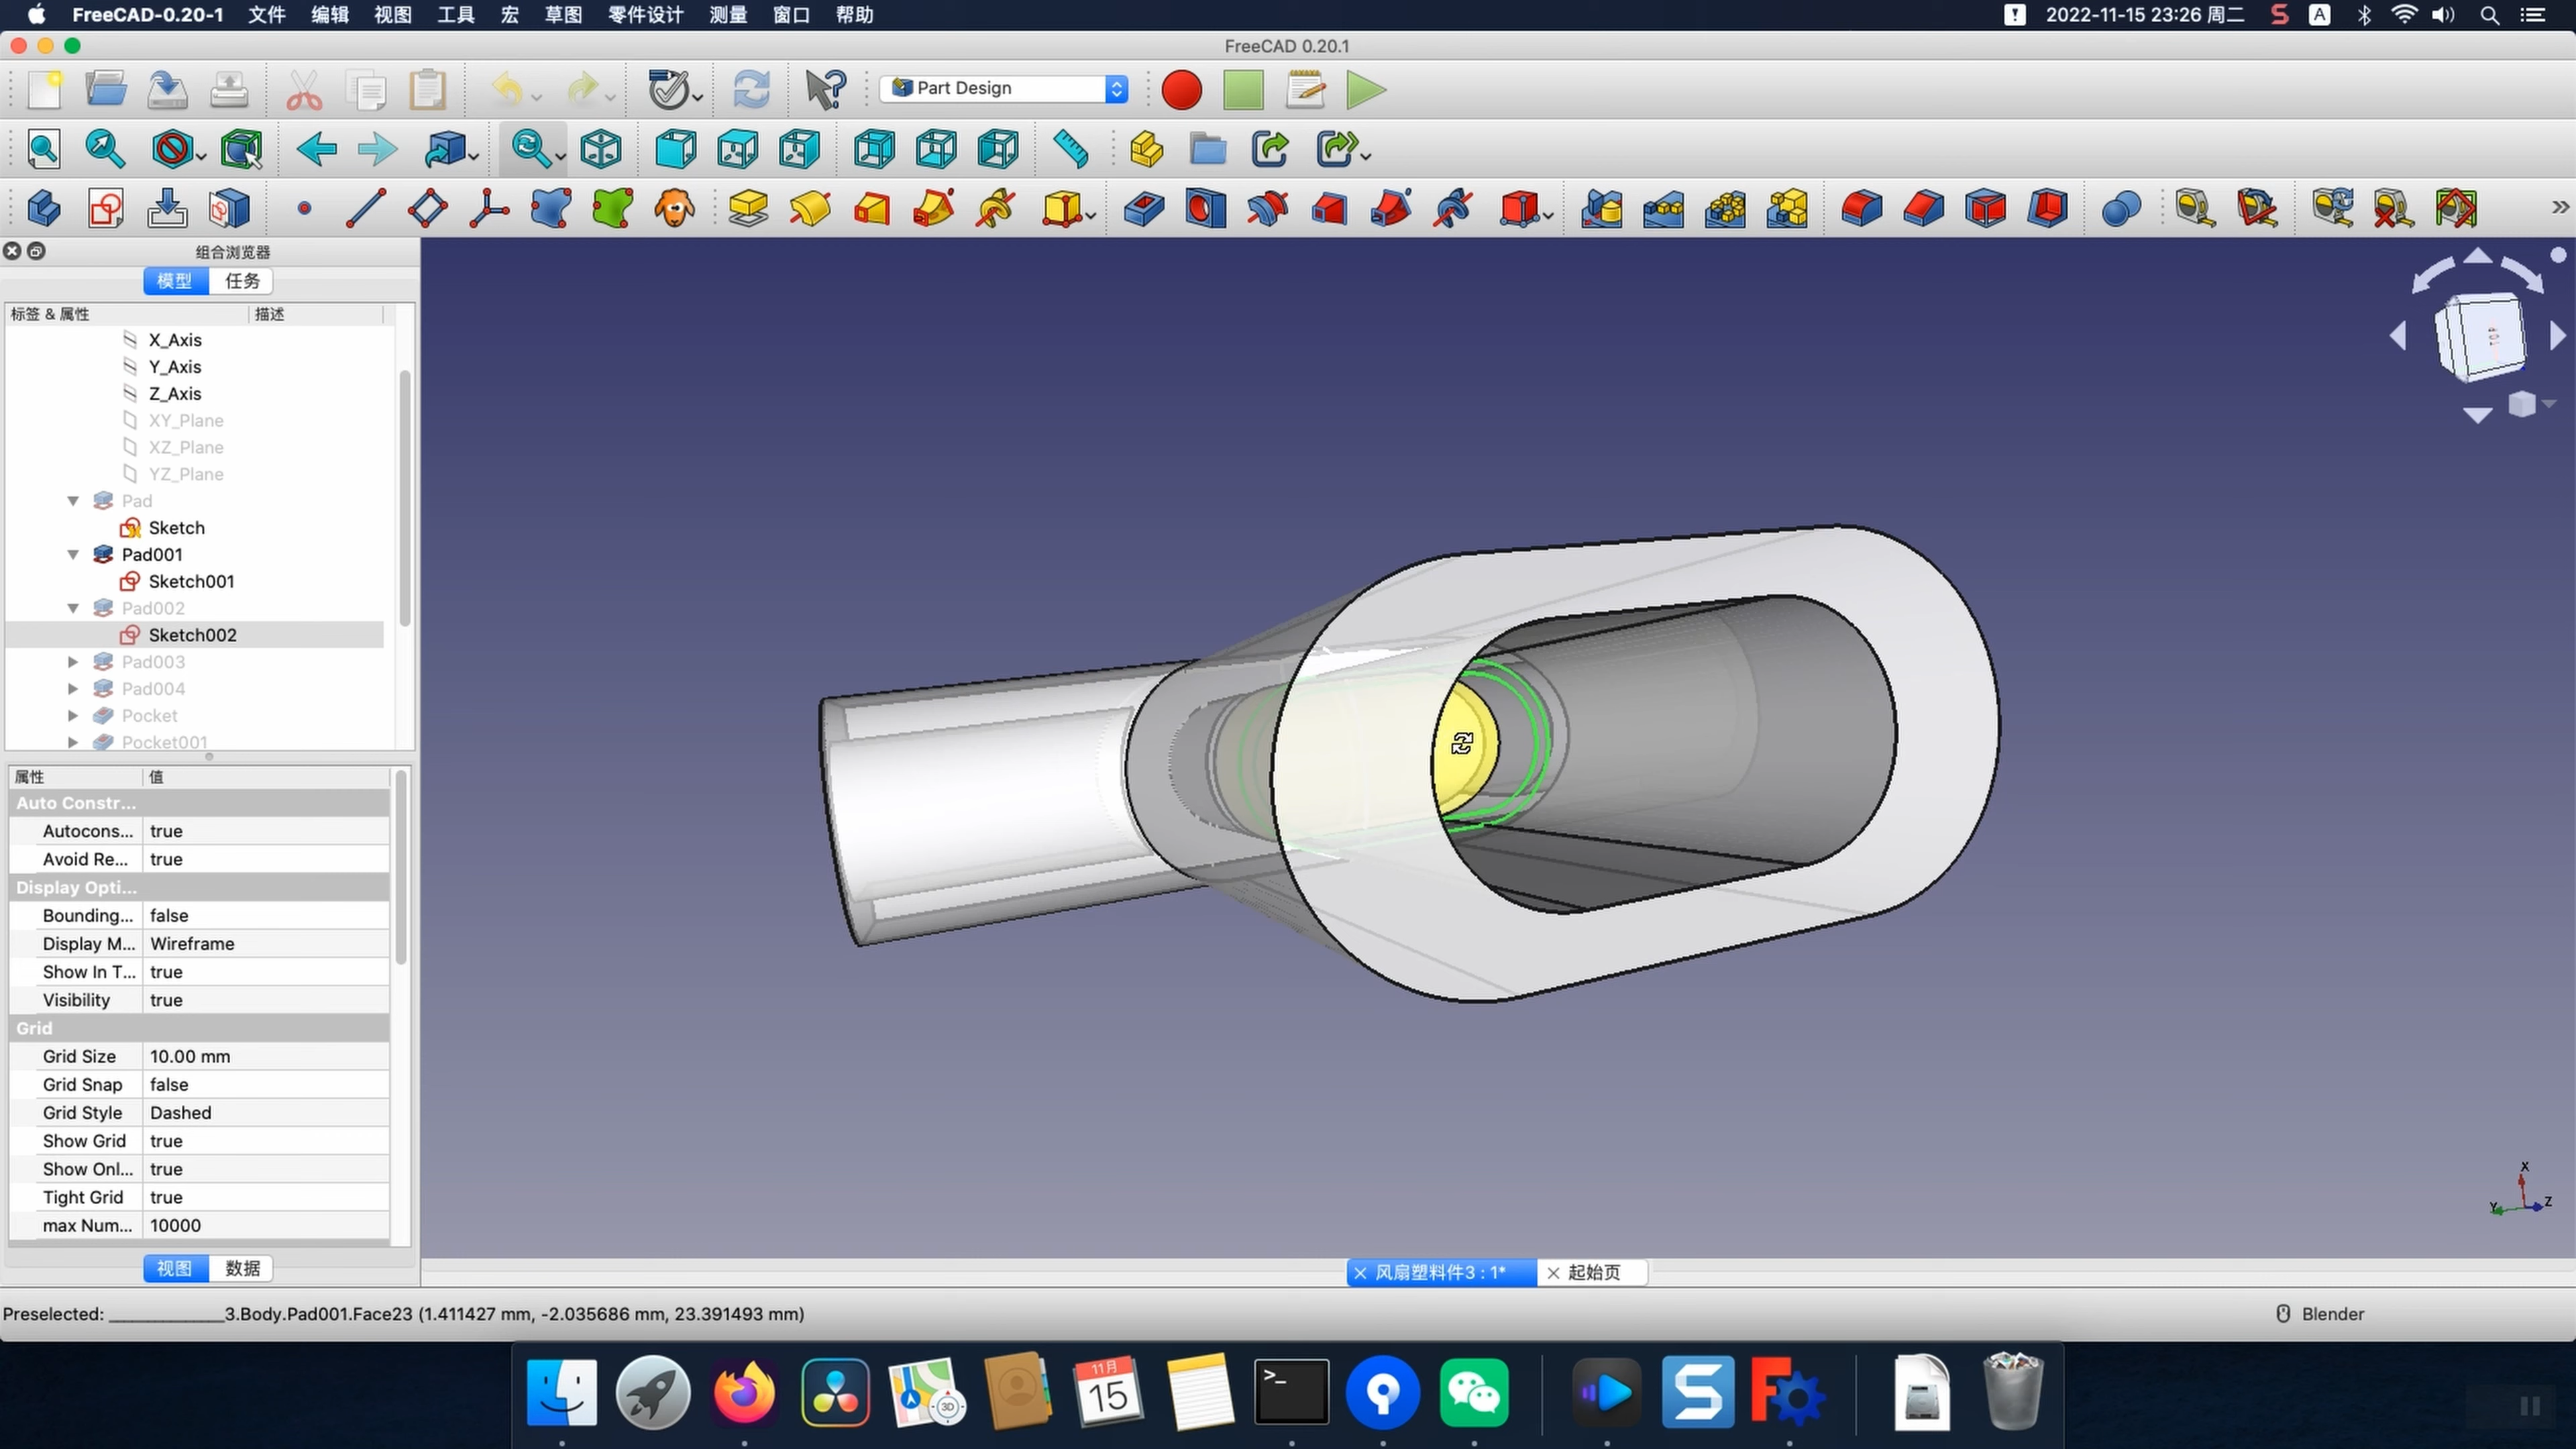 FreeCAD-0.20-1 文件 编辑 视图 工具 宏 草图 零件设计 测量 窗口 帮助
2022-11-15 23:26 周二
FreeCAD 0.20.1
Part Design
组合浏览器
模型 任务
标签 & 属性 描述
X_Axis
Y_Axis
Z_Axis
XY_Plane
XZ_Plane
YZ_Plane
Pad
Sketch
Pad001
Sketch001
Pad002
Sketch002
Pad003
Pad004
Pocket
Pocket001
属性 值
Auto Constr...
Autocons... true
Avoid Re... true
Display Opti...
Bounding... false
Display M... Wireframe
Show In T... true
Visibility true
Grid
Grid Size 10.00 mm
Grid Snap false
Grid Style Dashed
Show Grid true
Show Onl... true
Tight Grid true
max Num... 10000
视图 数据
X
Y
Z
风扇塑料件3 : 1*
起始页
Preselected: ______________3.Body.Pad001.Face23 (1.411427 mm, -2.035686 mm, 23.391493 mm)
Blender
3D
11月
15